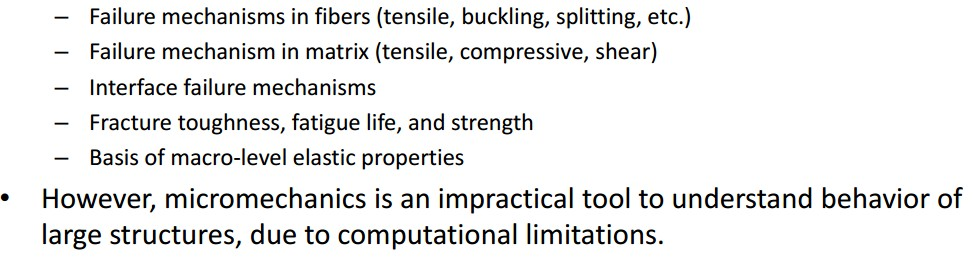 – Failure mechanisms in fibers (tensile, buckling, splitting, etc.)
– Failure mechanism in matrix (tensile, compressive, shear)
– Interface failure mechanisms
– Fracture toughness, fatigue life, and strength
– Basis of macro-level elastic properties
• However, micromechanics is an impractical tool to understand behavior of
large structures, due to computational limitations.